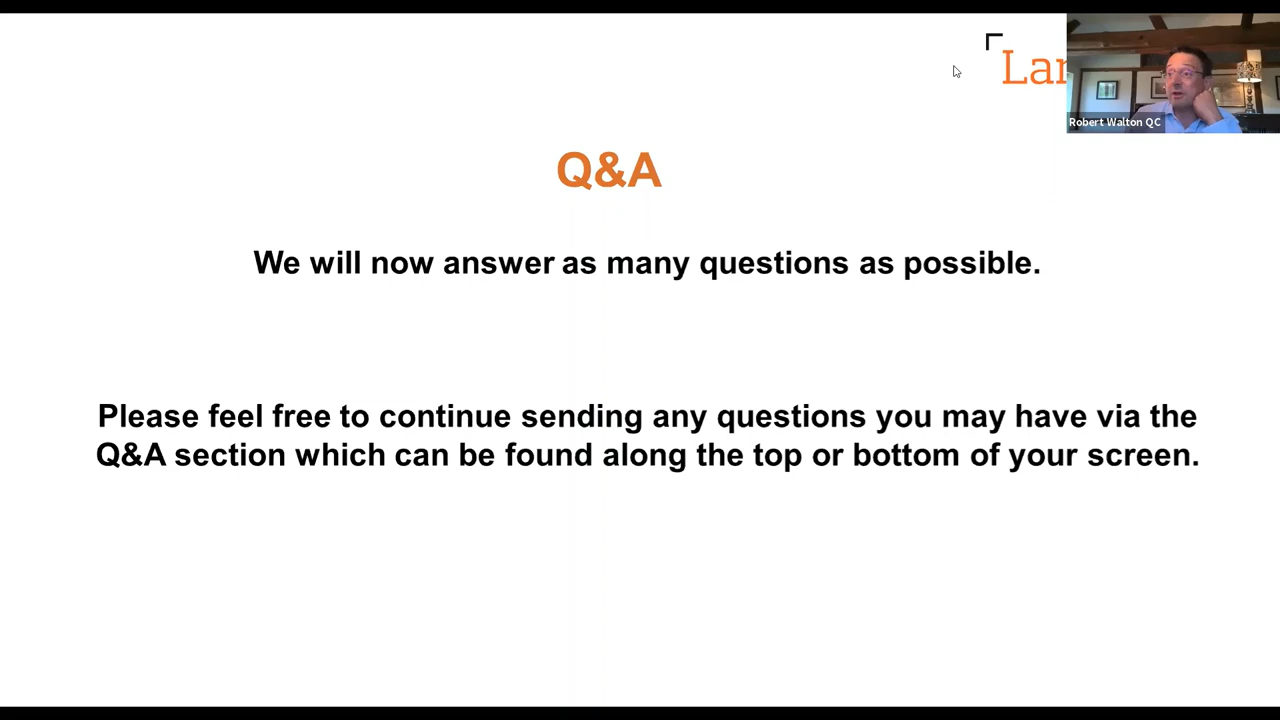 Lar
Robert Walton QC
Q&A
We will now answer as many questions as possible.
Please feel free to continue sending any questions you may have via the
Q&A section which can be found along the top or bottom of your screen.